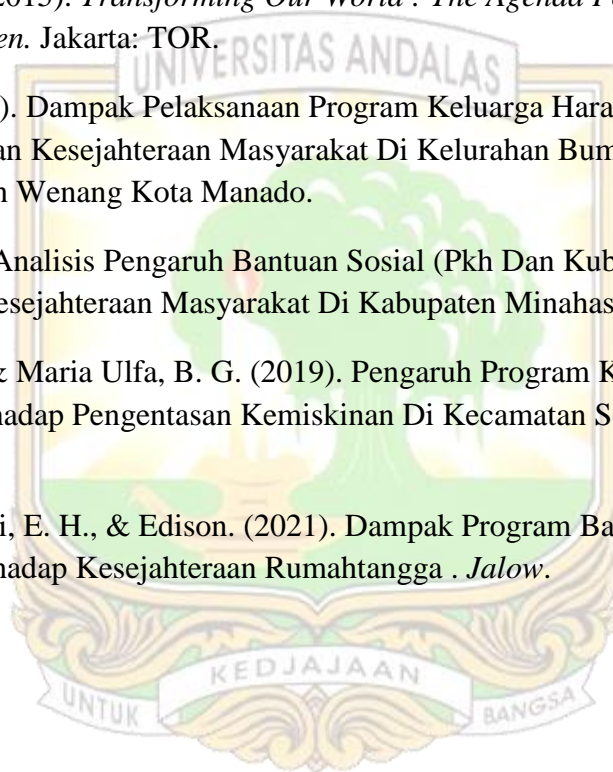 2015). Transforming Our World : The Agenda
en. Jakarta: TOR.
UNIVERSITAS ANDALAS
). Dampak Pelaksanaan Program Keluarga Hara
an Kesejahteraan Masyarakat Di Kelurahan Bum
n Wenang Kota Manado.
Analisis Pengaruh Bantuan Sosial (Pkh Dan Kub
esejahteraan Masyarakat Di Kabupaten Minahas
& Maria Ulfa, B. G. (2019). Pengaruh Program K
hadap Pengentasan Kemiskinan Di Kecamatan S
i, E. H., & Edison. (2021). Dampak Program Ba
hadap Kesejahteraan Rumahtangga . Jalow.
UNTUK KEDJAJAAN BANGSA